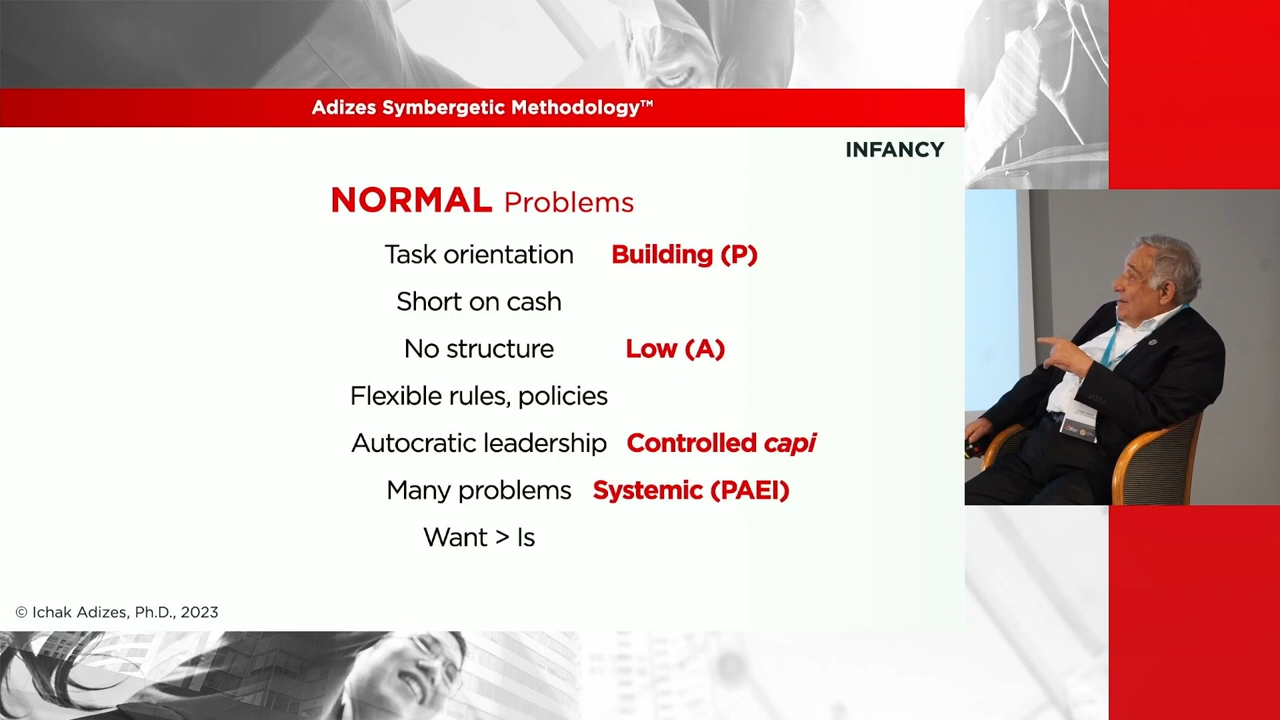 Adizes Symbergetic Methodology™
INFANCY
NORMAL Problems
Task orientation Building (P)
Short on cash
No structure Low (A)
Flexible rules, policies
Autocratic leadership Controlled capi
Many problems Systemic (PAEI)
Want > Is
© Ichak Adizes, Ph.D., 2023